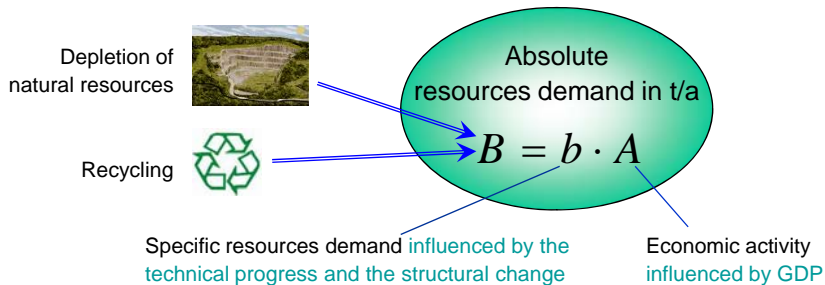 Depletion of
natural resources
Absolute
resources demand in t/a
B = b · A
Recycling
Specific resources demand influenced by the
technical progress and the structural change
Economic activity
influenced by GDP